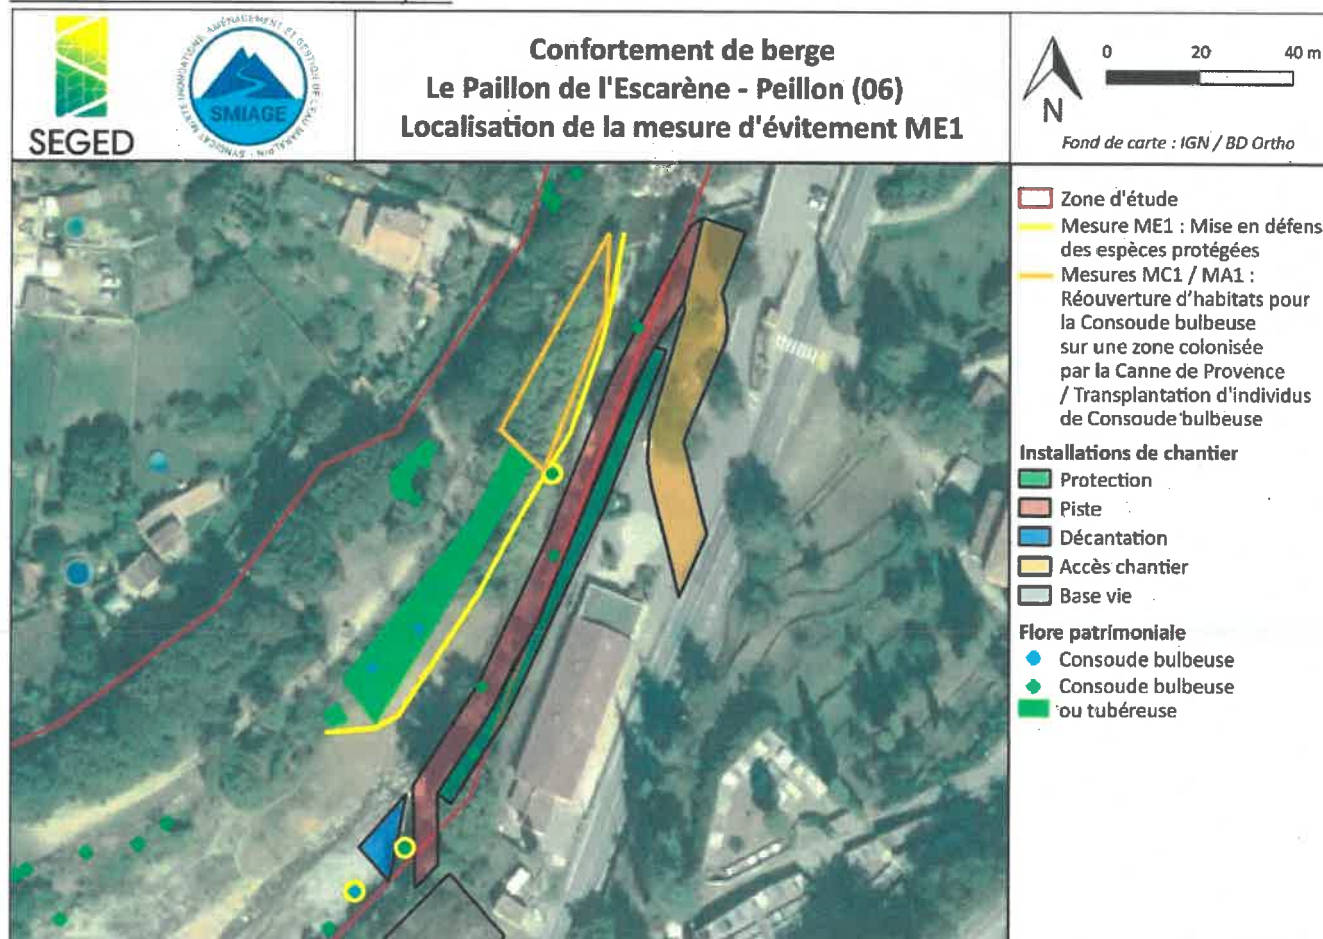 SEGED
SMIAGE
Confortement de berge
Le Paillon de l'Escarène - Peillon (06)
Localisation de la mesure d'évitement ME1
0 20 40 m
N
Fond de carte : IGN / BD Ortho
Zone d'étude
Mesure ME1 : Mise en défens
des espèces protégées
Mesures MC1 / MA1 :
Réouverture d'habitats pour
la Consoude bulbeuse
sur une zone colonisée
par la Canne de Provence
/ Transplantation d'individus
de Consoude bulbeuse
Installations de chantier
Protection
Piste
Décantation
Accès chantier
Base vie
Flore patrimoniale
Consoude bulbeuse
Consoude bulbeuse
ou tubéreuse